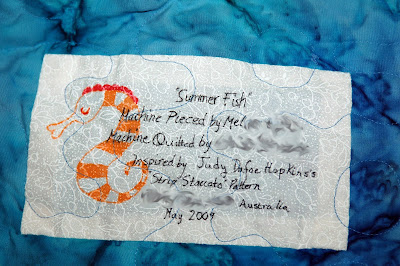 "Summer Fish"
Machine Pieced by Mel
Machine Quilted by
Inspired by Judy Dafoe Hopkins's
"Strip Staccato" Pattern
Australia
May 2009